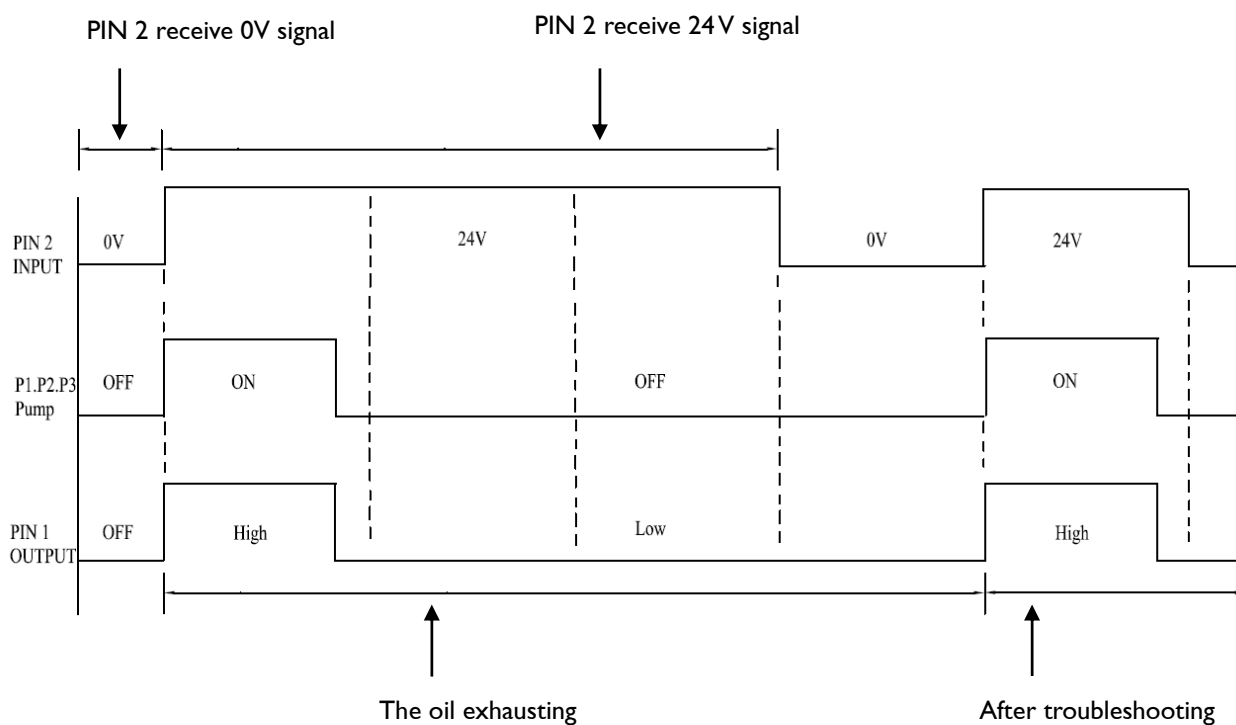 PIN 2 receive 0V signal
PIN 2 receive 24V signal
PIN 2
INPUT
0V
24V
0V
24V
P1.P2.P3
Pump
OFF
ON
OFF
ON
PIN 1
OUTPUT
OFF
High
Low
High
The oil exhausting
After troubleshooting